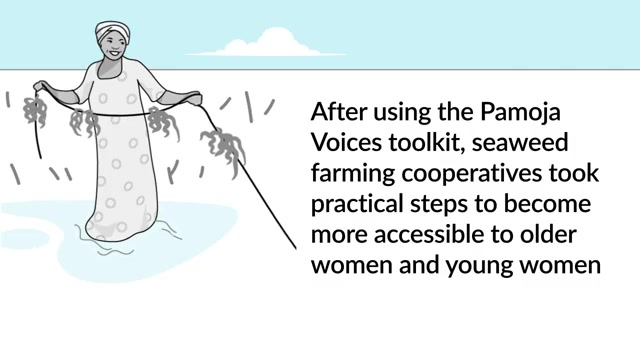 After using the Pamoja
Voices toolkit, seaweed
farming cooperatives took
practical steps to become
more accessible to older
women and young women